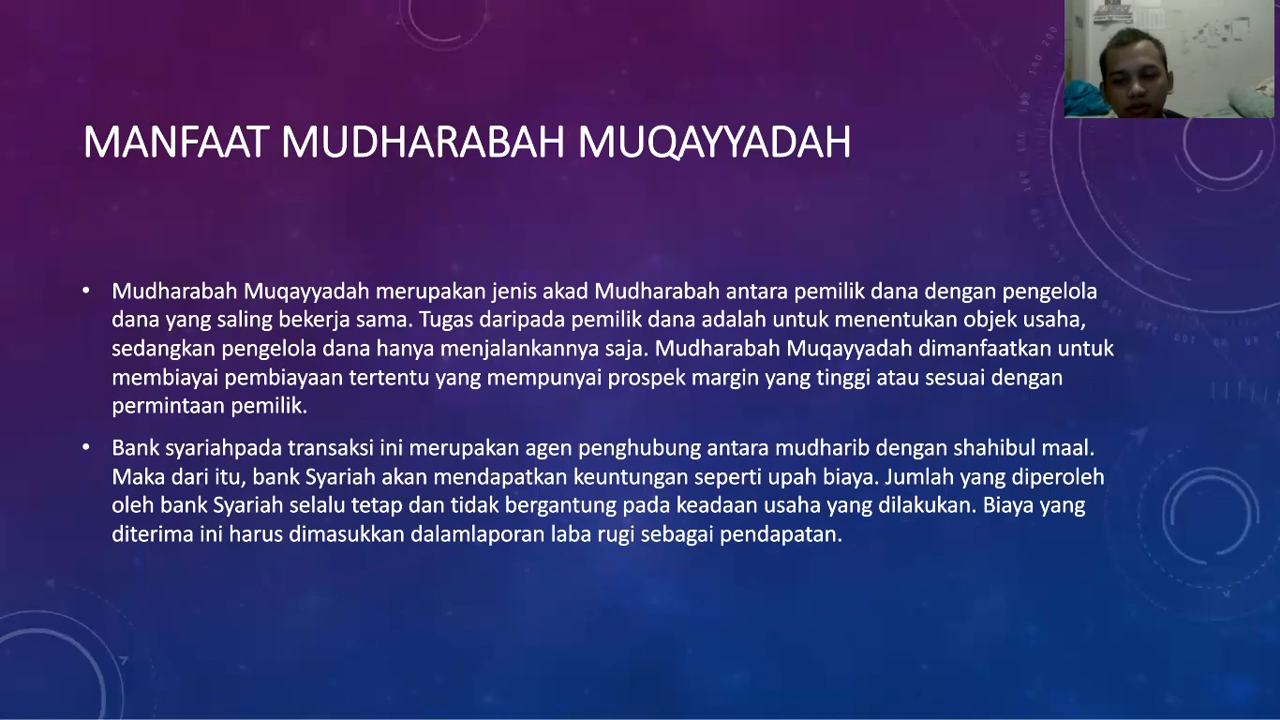 MANFAAT MUDHARABAH MUQAYYADAH
• Mudharabah Muqayyadah merupakan jenis akad Mudharabah antara pemilik dana dengan pengelola
dana yang saling bekerja sama. Tugas daripada pemilik dana adalah untuk menentukan objek usaha,
sedangkan pengelola dana hanya menjalankannya saja. Mudharabah Muqayyadah dimanfaatkan untuk
membiayai pembiayaan tertentu yang mempunyai prospek margin yang tinggi atau sesuai dengan
permintaan pemilik.
• Bank syariahpada transaksi ini merupakan agen penghubung antara mudharib dengan shahibul maal.
Maka dari itu, bank Syariah akan mendapatkan keuntungan seperti upah biaya. Jumlah yang diperoleh
oleh bank Syariah selalu tetap dan tidak bergantung pada keadaan usaha yang dilakukan. Biaya yang
diterima ini harus dimasukkan dalamlaporan laba rugi sebagai pendapatan.